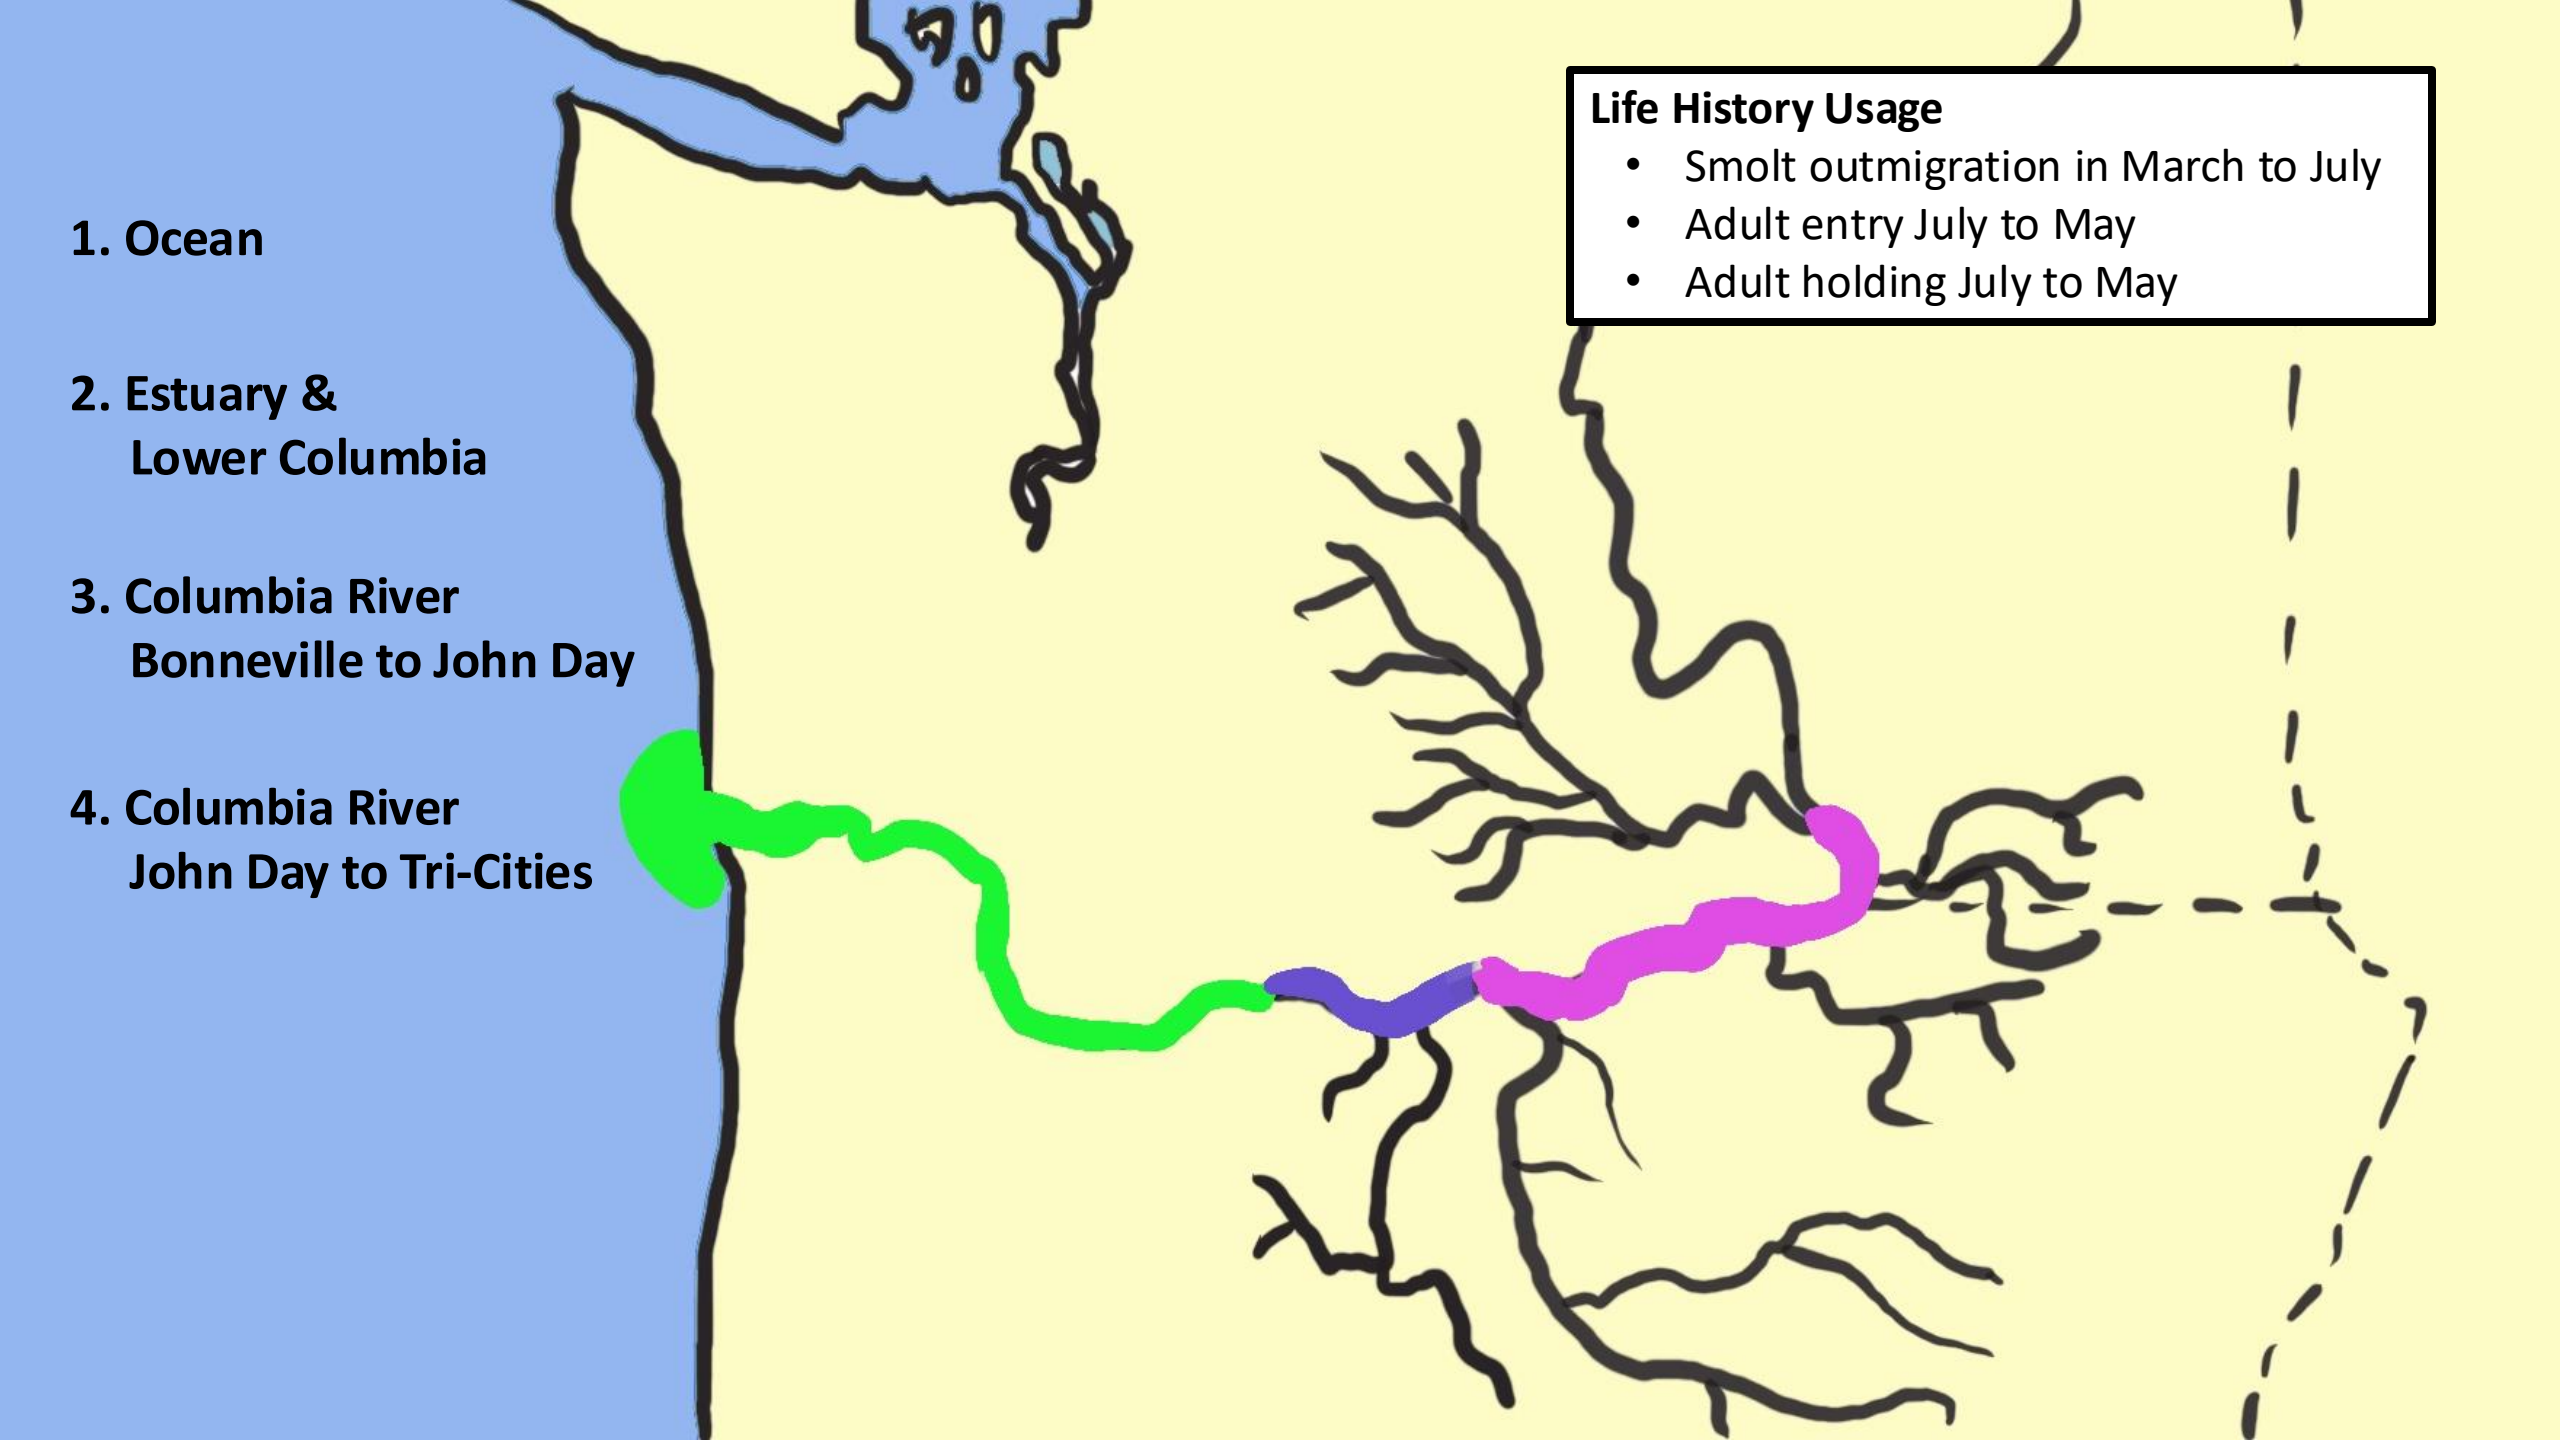 1. Ocean
2. Estuary &
Lower Columbia
3. Columbia River
Bonneville to John Day
4. Columbia River
John Day to Tri-Cities
Life History Usage
• Smolt outmigration in March to July
• Adult entry July to May
• Adult holding July to May